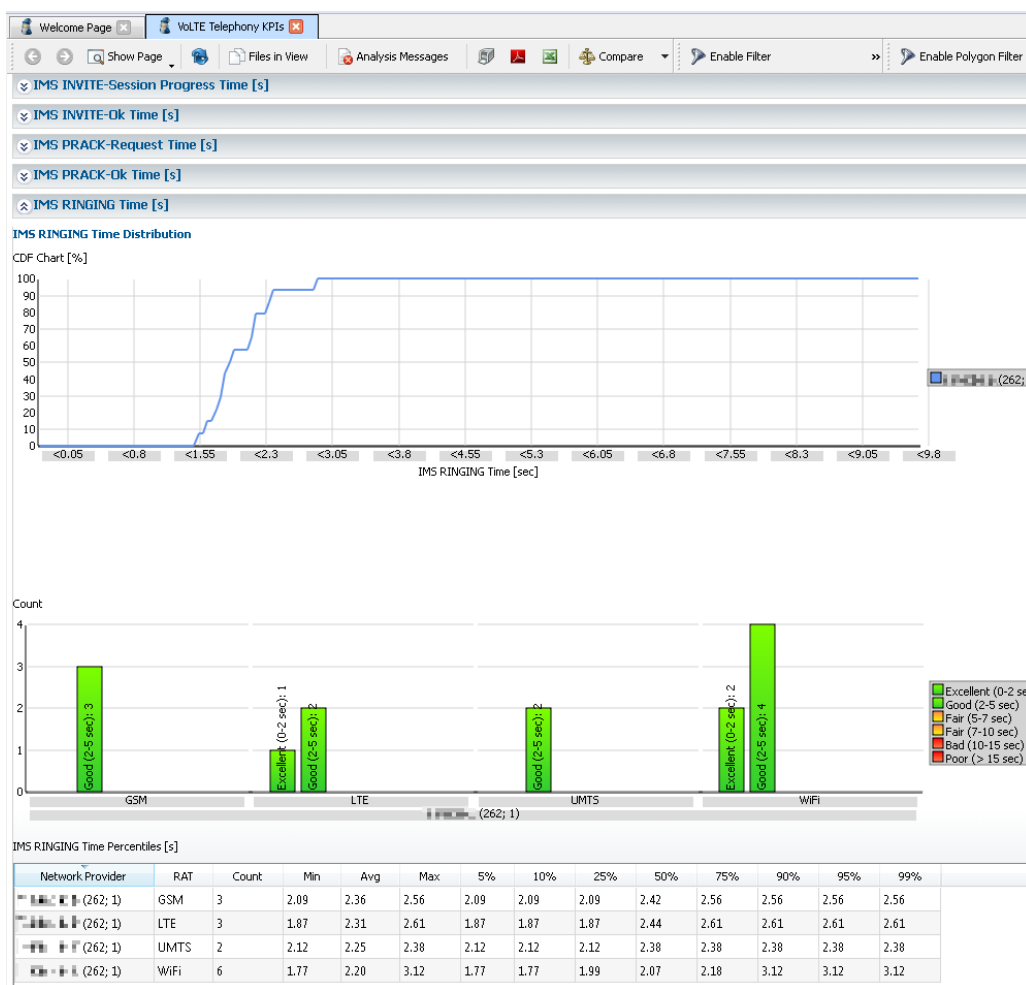 Welcome Page VoLTE Telephony KPIs
Show Page Files in View Analysis Messages Compare Enable Filter » Enable Polygon Filter
IMS INVITE-Session Progress Time [s]
IMS INVITE-Ok Time [s]
IMS PRACK-Request Time [s]
IMS PRACK-Ok Time [s]
IMS RINGING Time [s]
IMS RINGING Time Distribution
CDF Chart [%]
100
90
80
70
60
50
40
30
20
10
0
(262;
<0.05 <0.8 <1.55 <2.3 <3.05 <3.8 <4.55 <5.3 <6.05 <6.8 <7.55 <8.3 <9.05 <9.8
IMS RINGING Time [sec]
Count
4
3
2
1
0
Good (2-5 sec): 3
Excellent (0-2 sec): 1
Good (2-5 sec): 2
Good (2-5 sec): 2
Excellent (0-2 sec): 2
Good (2-5 sec): 4
Excellent (0-2 se
Good (2-5 sec)
Fair (5-7 sec)
Fair (7-10 sec)
Bad (10-15 sec)
Poor (> 15 sec)
GSM LTE UMTS WiFi
(262; 1)
IMS RINGING Time Percentiles [s]
Network Provider RAT Count Min Avg Max 5% 10% 25% 50% 75% 90% 95% 99%
(262; 1) GSM 3 2.09 2.36 2.56 2.09 2.09 2.09 2.42 2.56 2.56 2.56 2.56
(262; 1) LTE 3 1.87 2.31 2.61 1.87 1.87 1.87 2.44 2.61 2.61 2.61 2.61
(262; 1) UMTS 2 2.12 2.25 2.38 2.12 2.12 2.12 2.38 2.38 2.38 2.38 2.38
(262; 1) WiFi 6 1.77 2.20 3.12 1.77 1.77 1.99 2.07 2.18 3.12 3.12 3.12